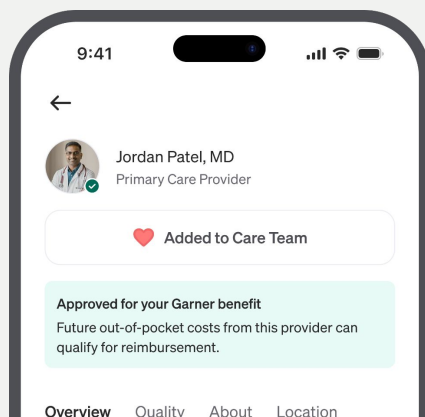 9:41
Jordan Patel, MD
Primary Care Provider
Added to Care Team
Approved for your Garner benefit
Future out-of-pocket costs from this provider can
qualify for reimbursement.
Overview Quality About Location